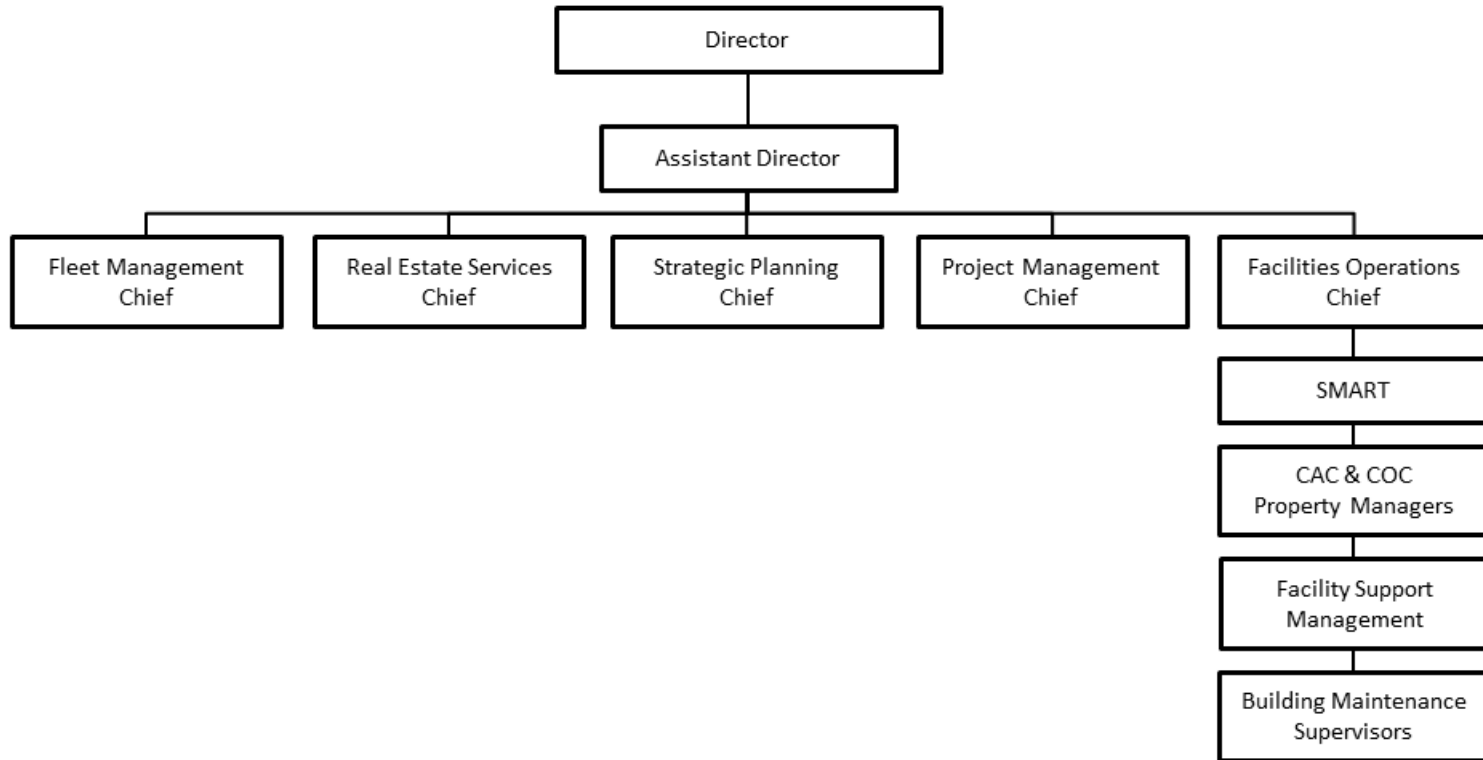 Director
Assistant Director
Fleet Management
Chief
Real Estate Services
Chief
Strategic Planning
Chief
Project Management
Chief
Facilities Operations
Chief
SMART
CAC & COC
Property Managers
Facility Support
Management
Building Maintenance
Supervisors